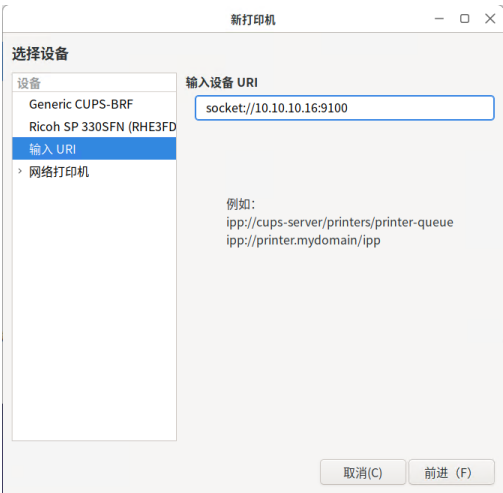 新打印机
选择设备
设备
Generic CUPS-BRF
Ricoh SP 330SFN (RHE3FD
输入 URI
网络打印机
输入设备 URI
socket://10.10.10.16:9100
例如：
ipp://cups-server/printers/printer-queue
ipp://printer.mydomain/ipp
取消(C)
前进（F）